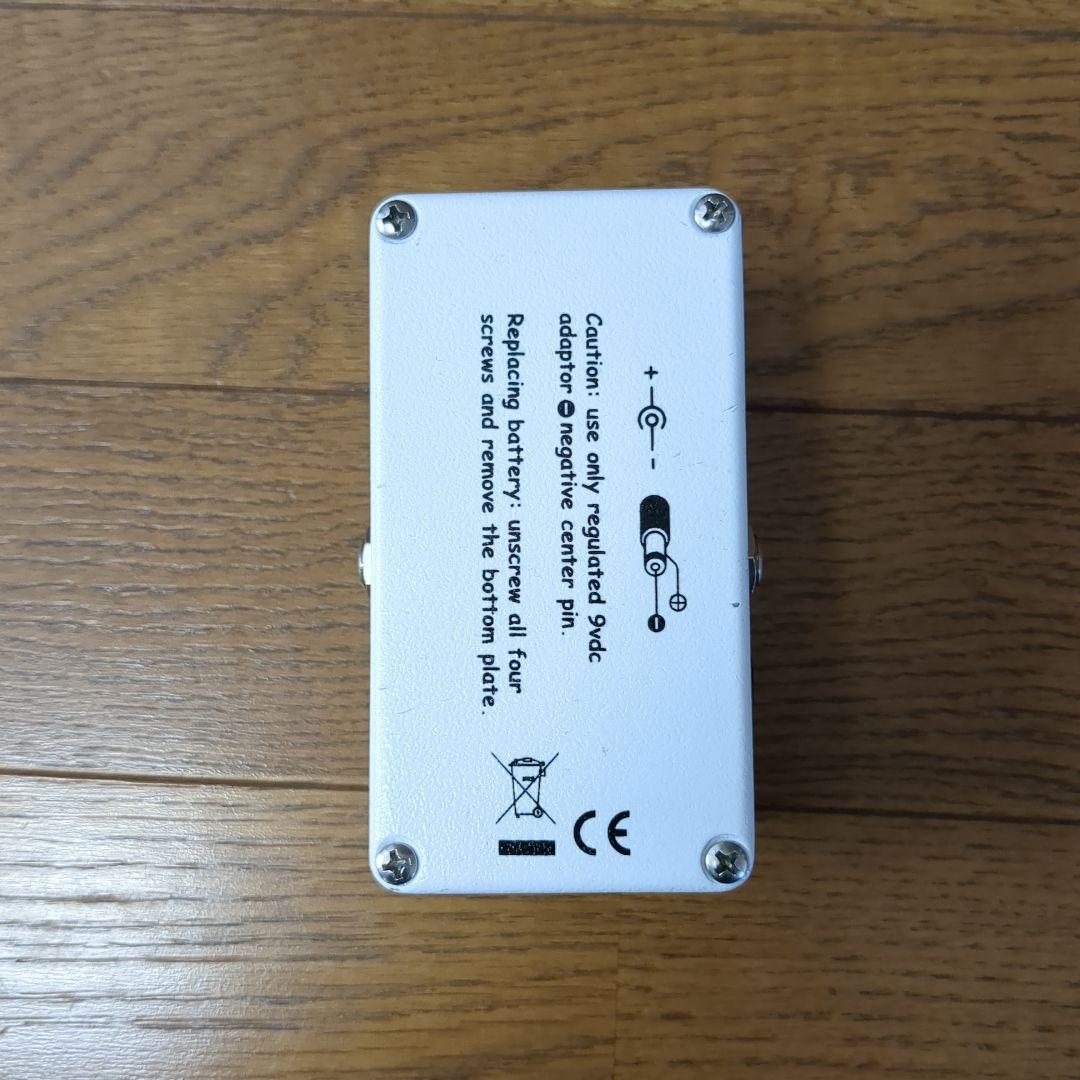 + -
Caution: use only regulated 9vdc
adaptor ⊖ negative center pin.
Replacing battery: unscrew all four
screws and remove the bottom plate.
CE